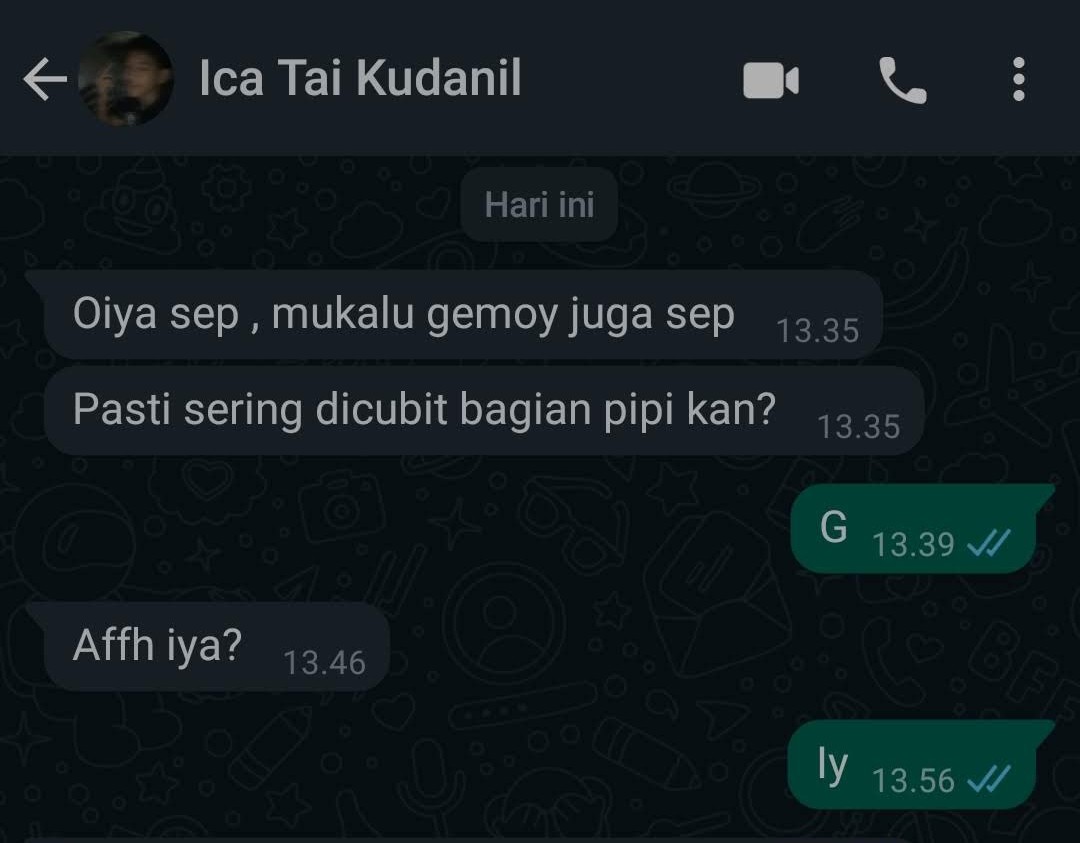 Ica Tai Kudanil
Hari ini
Oiya sep , mukalu gemoy juga sep 13.35
Pasti sering dicubit bagian pipi kan? 13.35
G 13.39
Affh iya? 13.46
Iy 13.56